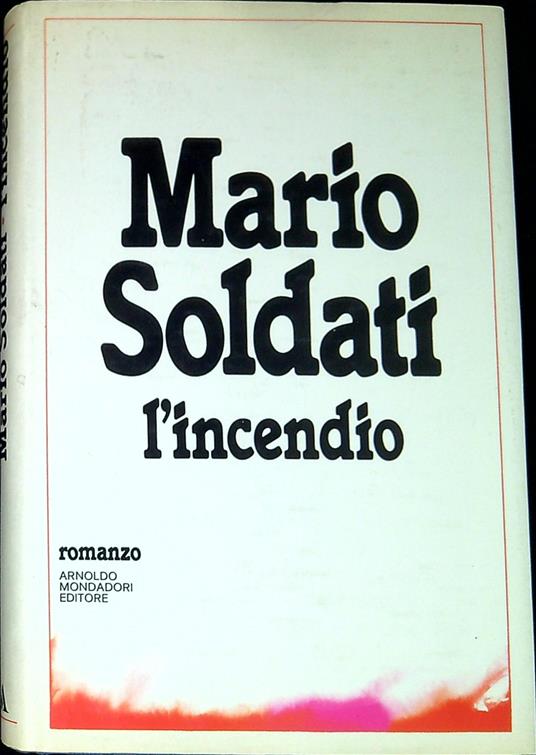 Mario
Soldati
l'incendio
romanzo
ARNOLDO
MONDADORI
EDITORE